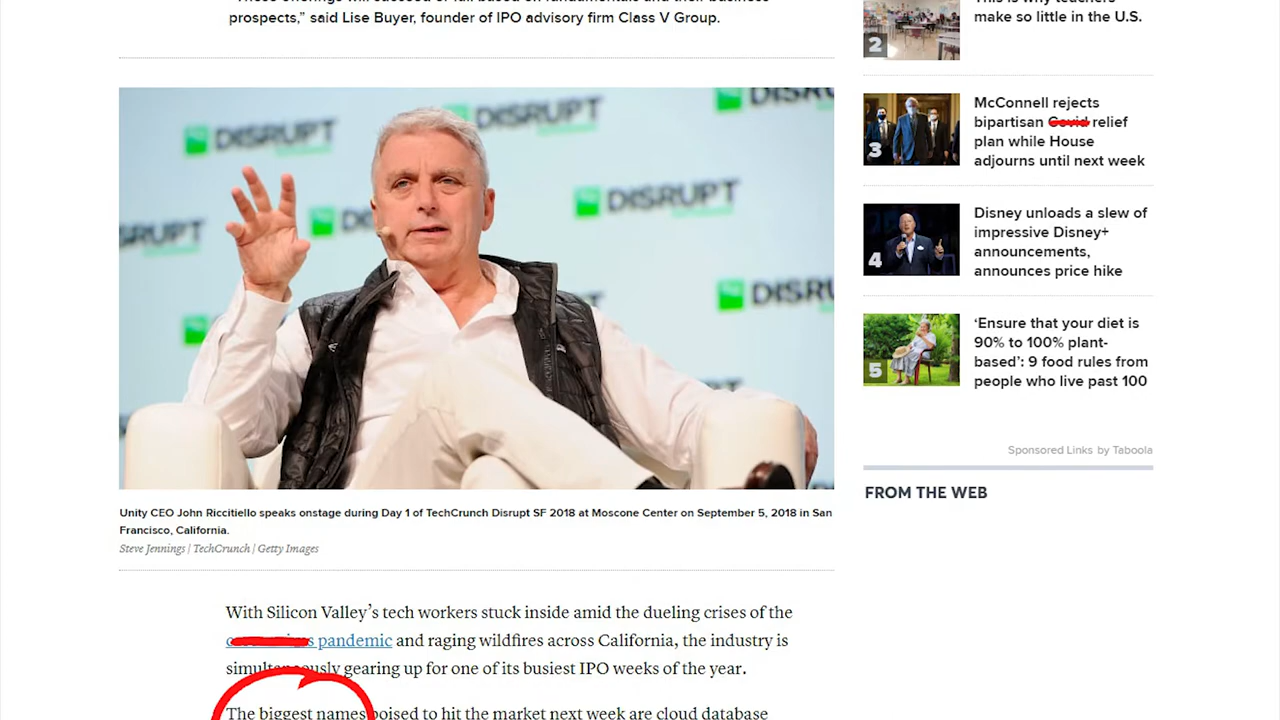 prospects,” said Lise Buyer, founder of IPO advisory firm Class V Group.
DISRUPT
DISRUPT
DISRUPT
Unity CEO John Riccitiello speaks onstage during Day 1 of TechCrunch Disrupt SF 2018 at Moscone Center on September 5, 2018 in
San Francisco, California.
Steve Jennings | TechCrunch | Getty Images
With Silicon Valley’s tech workers stuck inside amid the dueling crises of the
pandemic and raging wildfires across California, the industry is
simultaneously gearing up for one of its busiest IPO weeks of the year.
The biggest names poised to hit the market next week are cloud database
make so little in the U.S.
2
McConnell rejects
bipartisan Covid relief
plan while House
adjourns until next week
3
Disney unloads a slew of
impressive Disney+
announcements,
announces price hike
4
‘Ensure that your diet is
90% to 100% plant-
based’: 9 food rules from
people who live past 100
5
Sponsored Links by Taboola
FROM THE WEB